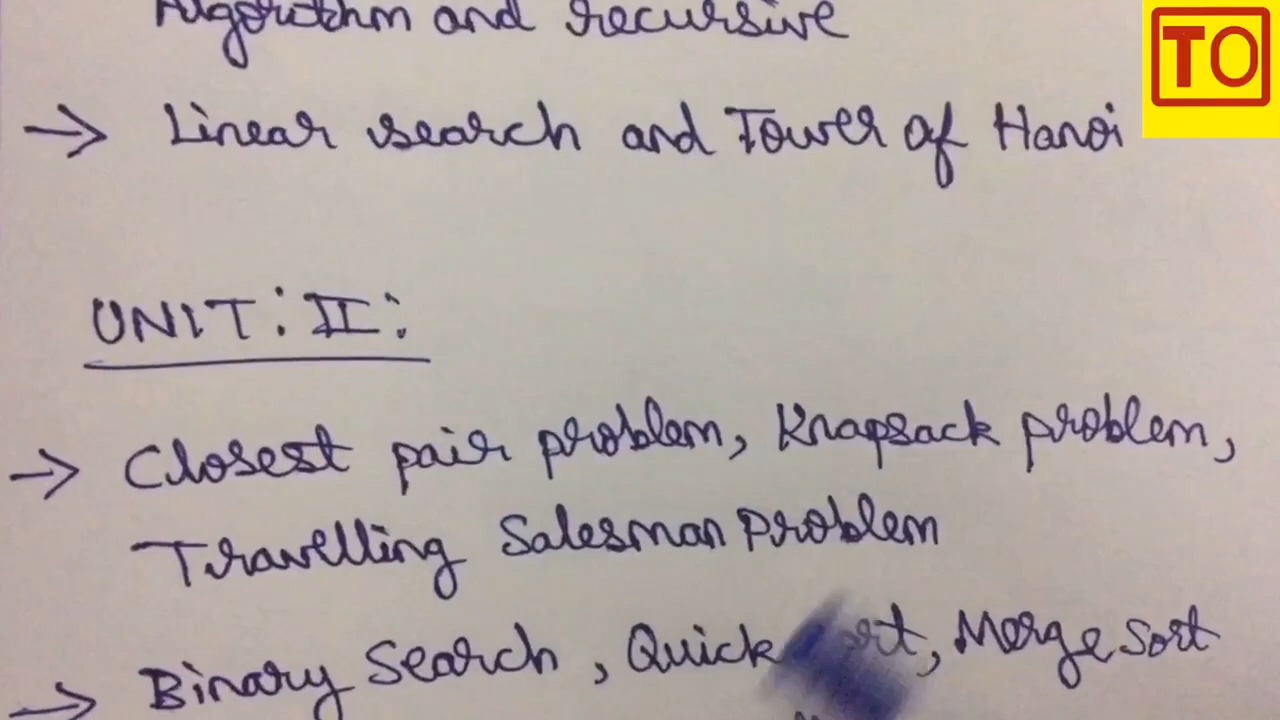 Algorithm and recursive
TO
→ Linear search and Tower of Hanoi
UNIT: II:
→ Closest pair problem, Knapsack problem,
Travelling Salesman Problem
→ Binary Search, Quick Merge Sort